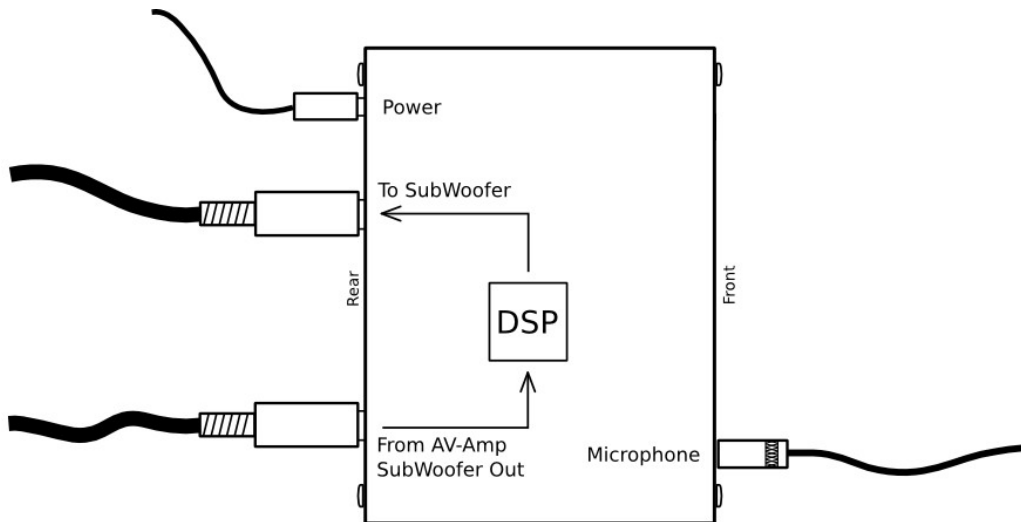 Power
To SubWoofer
Rear
Front
DSP
From AV-Amp
SubWoofer Out
Microphone